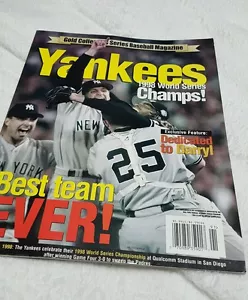 Gold Collectors Series Baseball Magazine
Yankees
1998 World Series
Champs!
Exclusive Feature:
Dedicated
to Darryl
NEW
YORK
25
Best team
EVER!
1998: The Yankees celebrate their 1998 World Series Championship at Qualcomm Stadium in San Diego
after winning Game Four 3-0 to sweep the Padres.